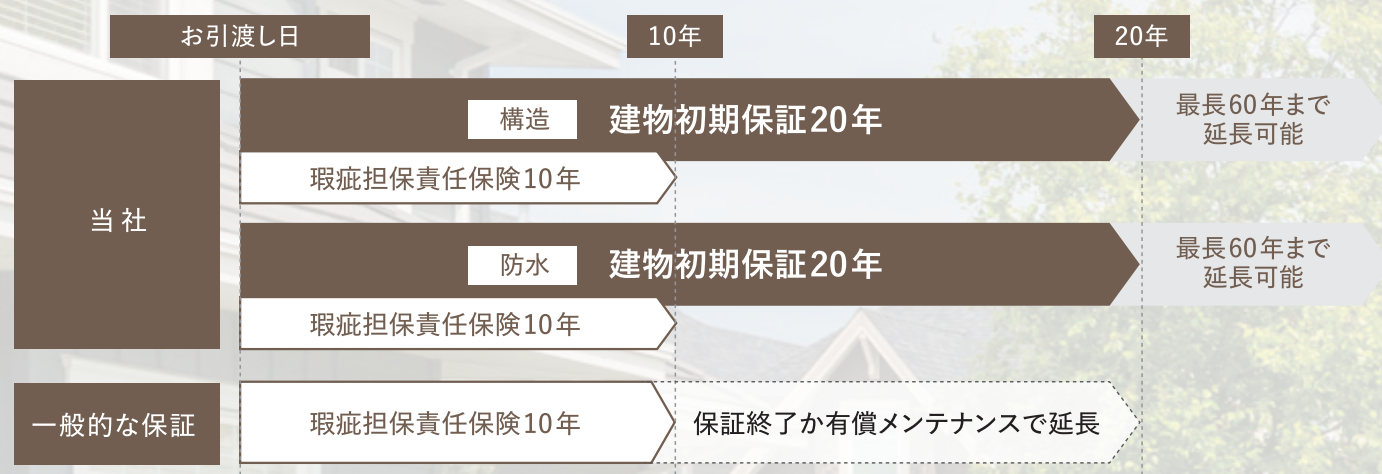 お引渡し日
10年
20年
当社
構造
建物初期保証20年
最長60年まで
延長可能
瑕疵担保責任保険10年
防水
建物初期保証20年
最長60年まで
延長可能
瑕疵担保責任保険10年
一般的な保証
瑕疵担保責任保険10年
保証終了か有償メンテナンスで延長